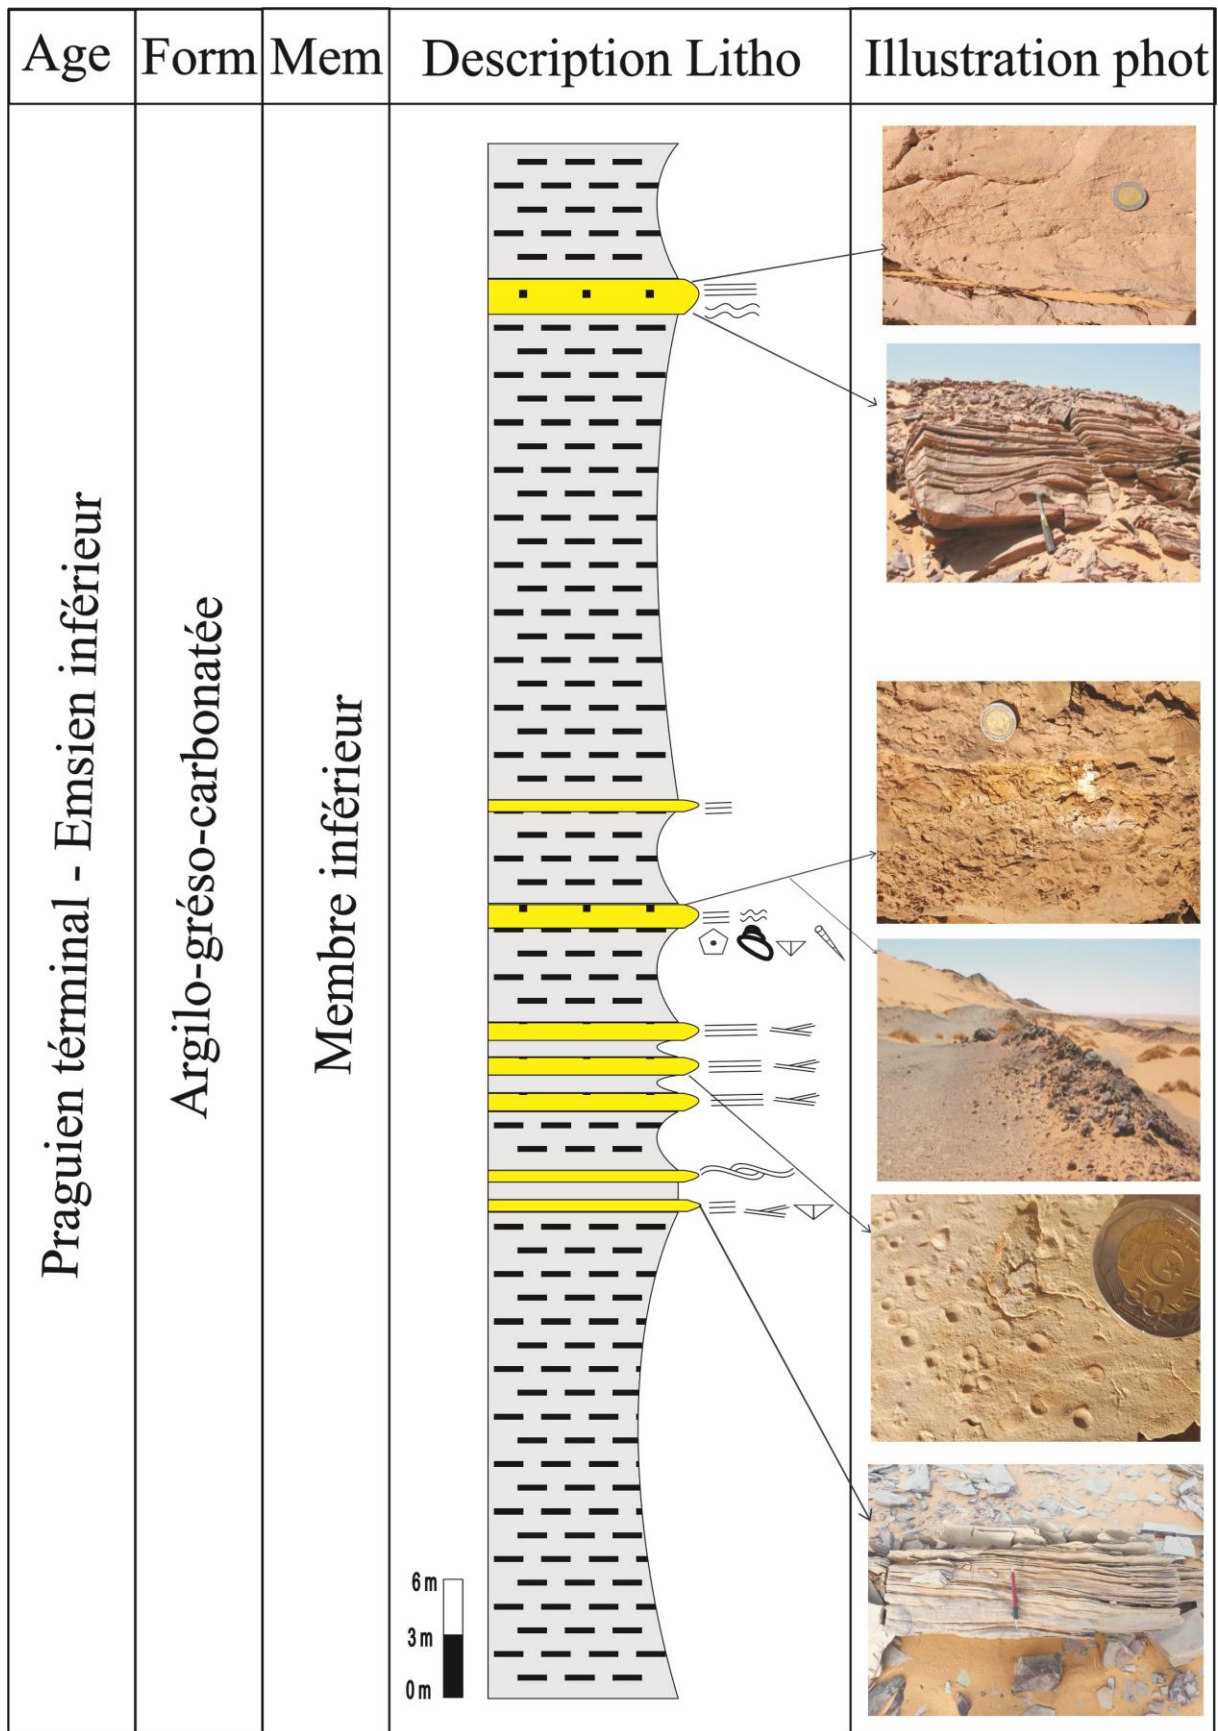 Age
Form
Mem
Description Litho
Illustration phot
Praguien términal - Emsien inférieur
Argilo-gréso-carbonatée
Membre inférieur
6 m
3 m
0 m
50